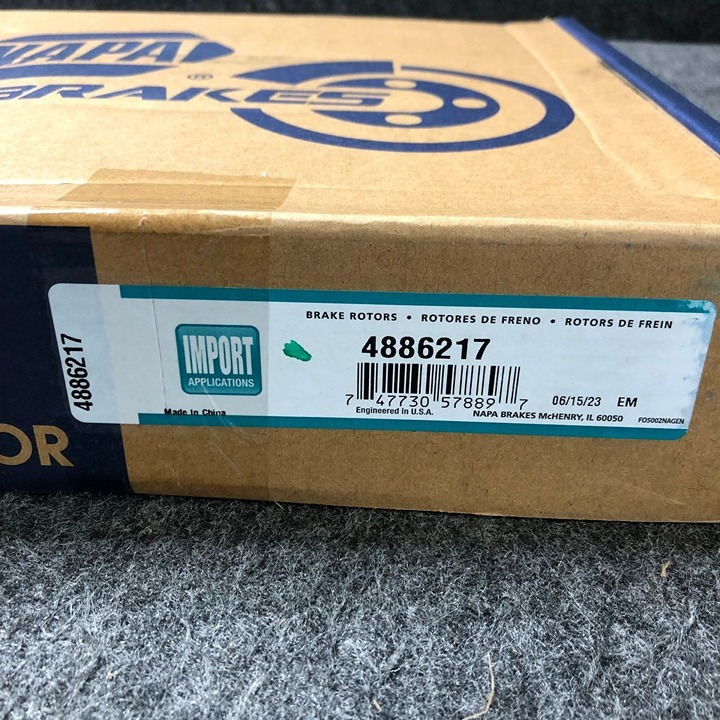 NAPA
®
BRAKES
OR
4886217
BRAKE ROTORS • ROTORES DE FRENO • ROTORS DE FREIN
IMPORT
APPLICATIONS
4886217
7 47730 57889 7
06/15/23 EM
Made in China
Engineered in U.S.A.
NAPA BRAKES McHENRY, IL 60050
FO5002NAGEN